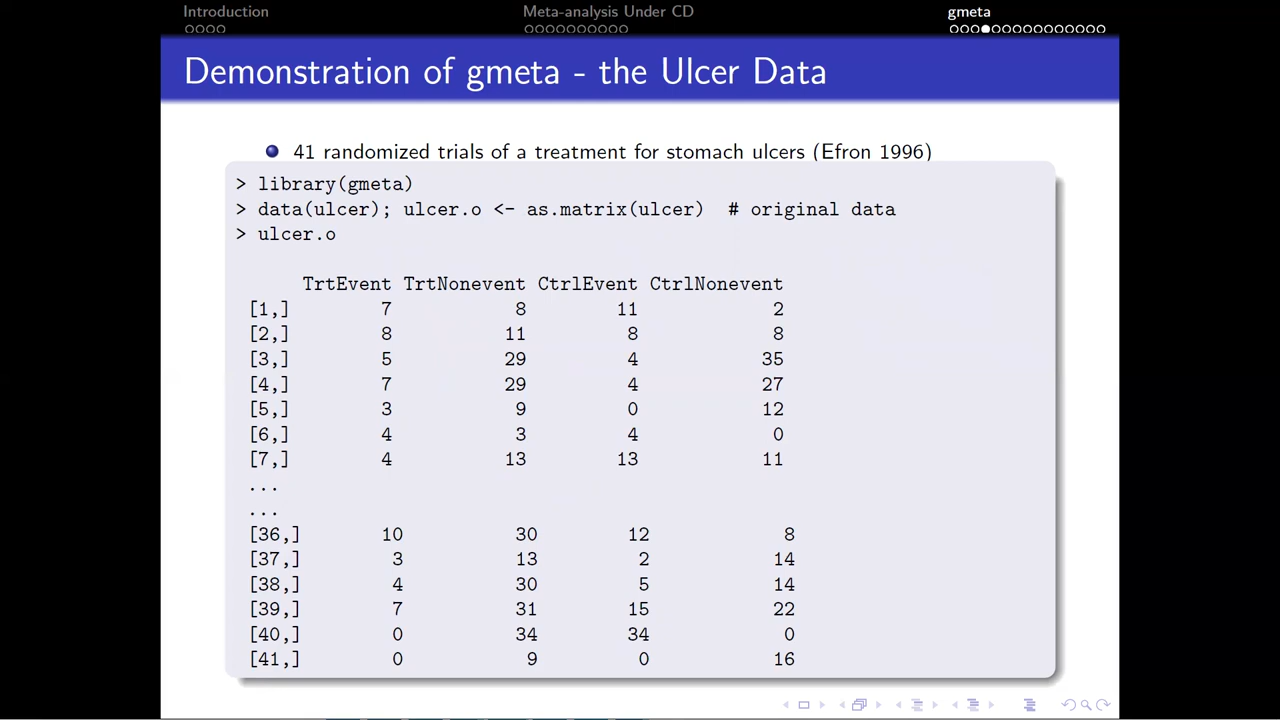 Introduction Meta-analysis Under CD gmeta
Demonstration of gmeta - the Ulcer Data
41 randomized trials of a treatment for stomach ulcers (Efron 1996)
> library(gmeta)
> data(ulcer); ulcer.o <- as.matrix(ulcer) # original data
> ulcer.o
TrtEvent TrtNonevent CtrlEvent CtrlNonevent
[1,] 7 8 11 2
[2,] 8 11 8 8
[3,] 5 29 4 35
[4,] 7 29 4 27
[5,] 3 9 0 12
[6,] 4 3 4 0
[7,] 4 13 13 11
...
...
[36,] 10 30 12 8
[37,] 3 13 2 14
[38,] 4 30 5 14
[39,] 7 31 15 22
[40,] 0 34 34 0
[41,] 0 9 0 16